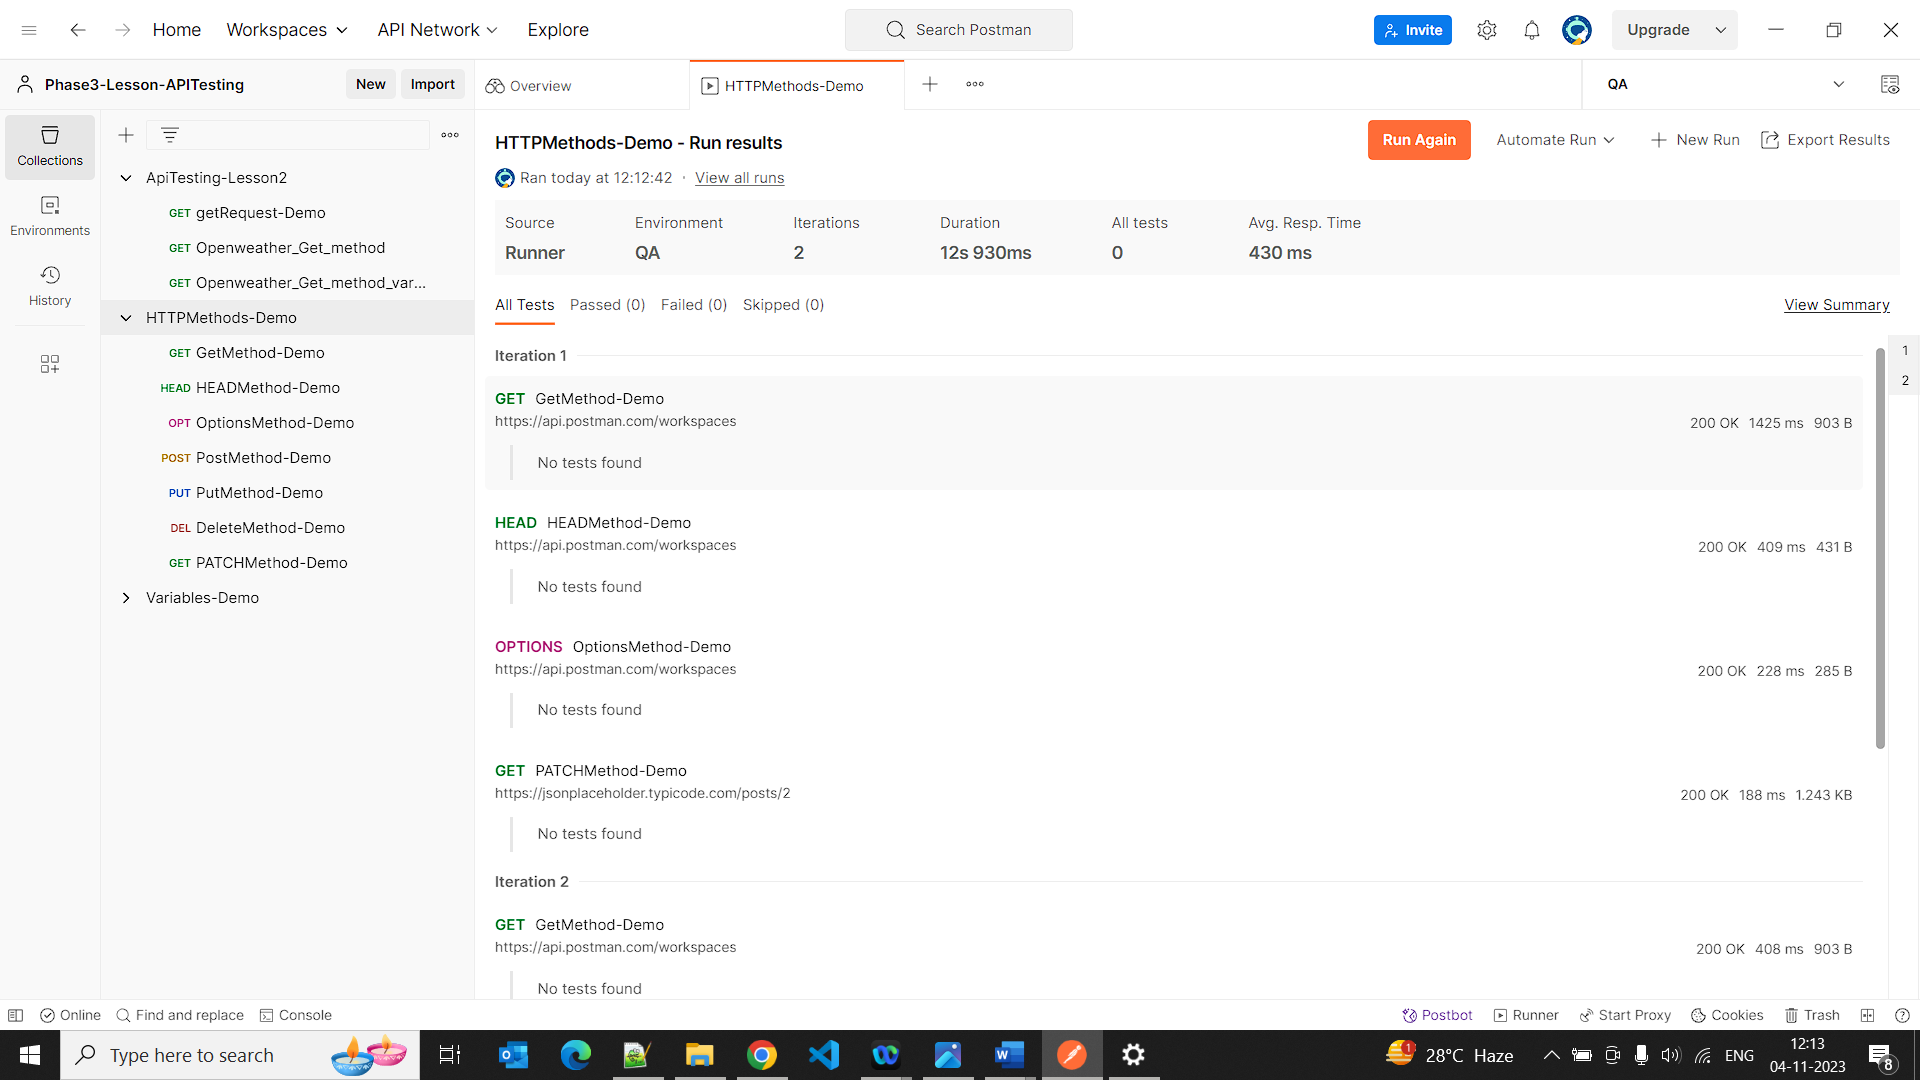 Home Workspaces API Network Explore
Search Postman
Invite
Upgrade
Phase3-Lesson-APITesting
New Import
Overview
HTTPMethods-Demo
QA
Collections
Environments
History
ApiTesting-Lesson2
GET getRequest-Demo
GET Openweather_Get_method
GET Openweather_Get_method_var...
HTTPMethods-Demo
GET GetMethod-Demo
HEAD HEADMethod-Demo
OPT OptionsMethod-Demo
POST PostMethod-Demo
PUT PutMethod-Demo
DEL DeleteMethod-Demo
GET PATCHMethod-Demo
Variables-Demo
HTTPMethods-Demo - Run results
Run Again
Automate Run
New Run
Export Results
Ran today at 12:12:42 · View all runs
Source Environment Iterations Duration All tests Avg. Resp. Time
Runner QA 2 12s 930ms 0 430 ms
All Tests Passed (0) Failed (0) Skipped (0)
View Summary
Iteration 1
1
2
GET GetMethod-Demo
https://api.postman.com/workspaces
200 OK 1425 ms 903 B
No tests found
HEAD HEADMethod-Demo
https://api.postman.com/workspaces
200 OK 409 ms 431 B
No tests found
OPTIONS OptionsMethod-Demo
https://api.postman.com/workspaces
200 OK 228 ms 285 B
No tests found
GET PATCHMethod-Demo
https://jsonplaceholder.typicode.com/posts/2
200 OK 188 ms 1.243 KB
No tests found
Iteration 2
GET GetMethod-Demo
https://api.postman.com/workspaces
200 OK 408 ms 903 B
No tests found
Online Find and replace Console
Postbot Runner Start Proxy Cookies Trash
Type here to search
1
28°C Haze
ENG
12:13
04-11-2023
8